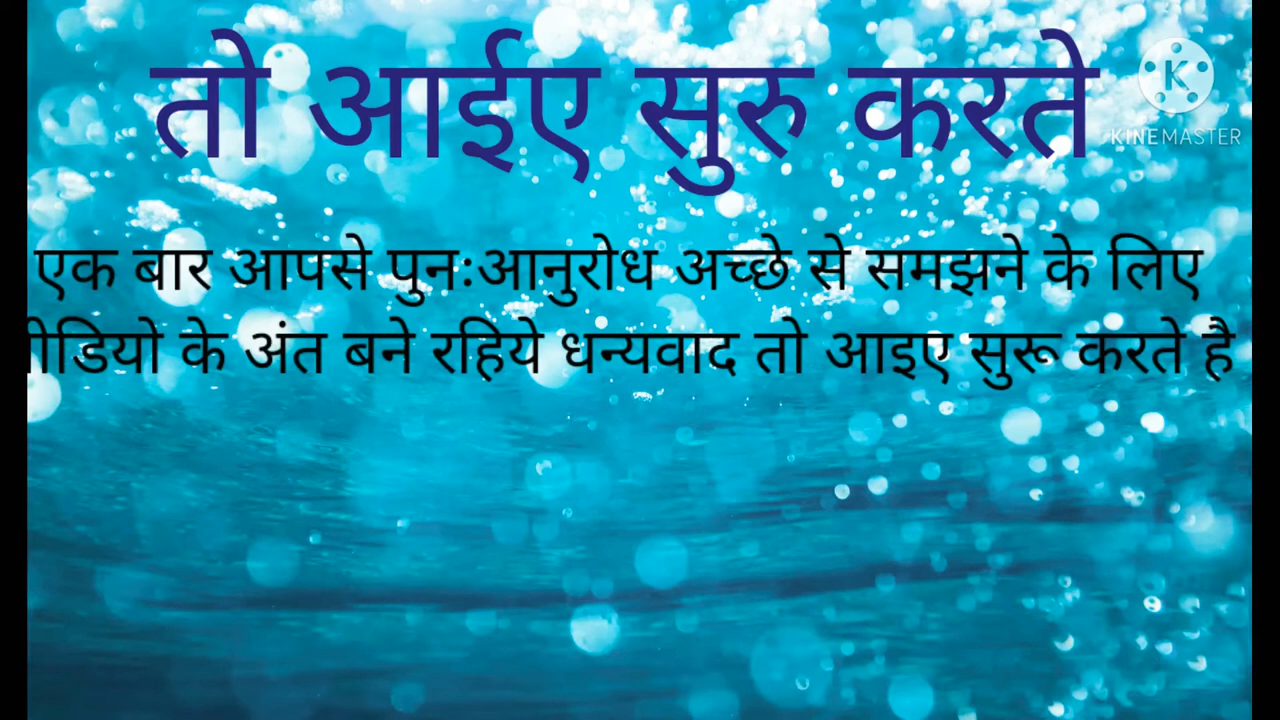 तो आईए सुरु करते
KINEMASTER
एक बार आपसे पुनःआनुरोध अच्छे से समझने के लिए
के अंत बने रहिये धन्यवाद तो आइए सुरू करते है